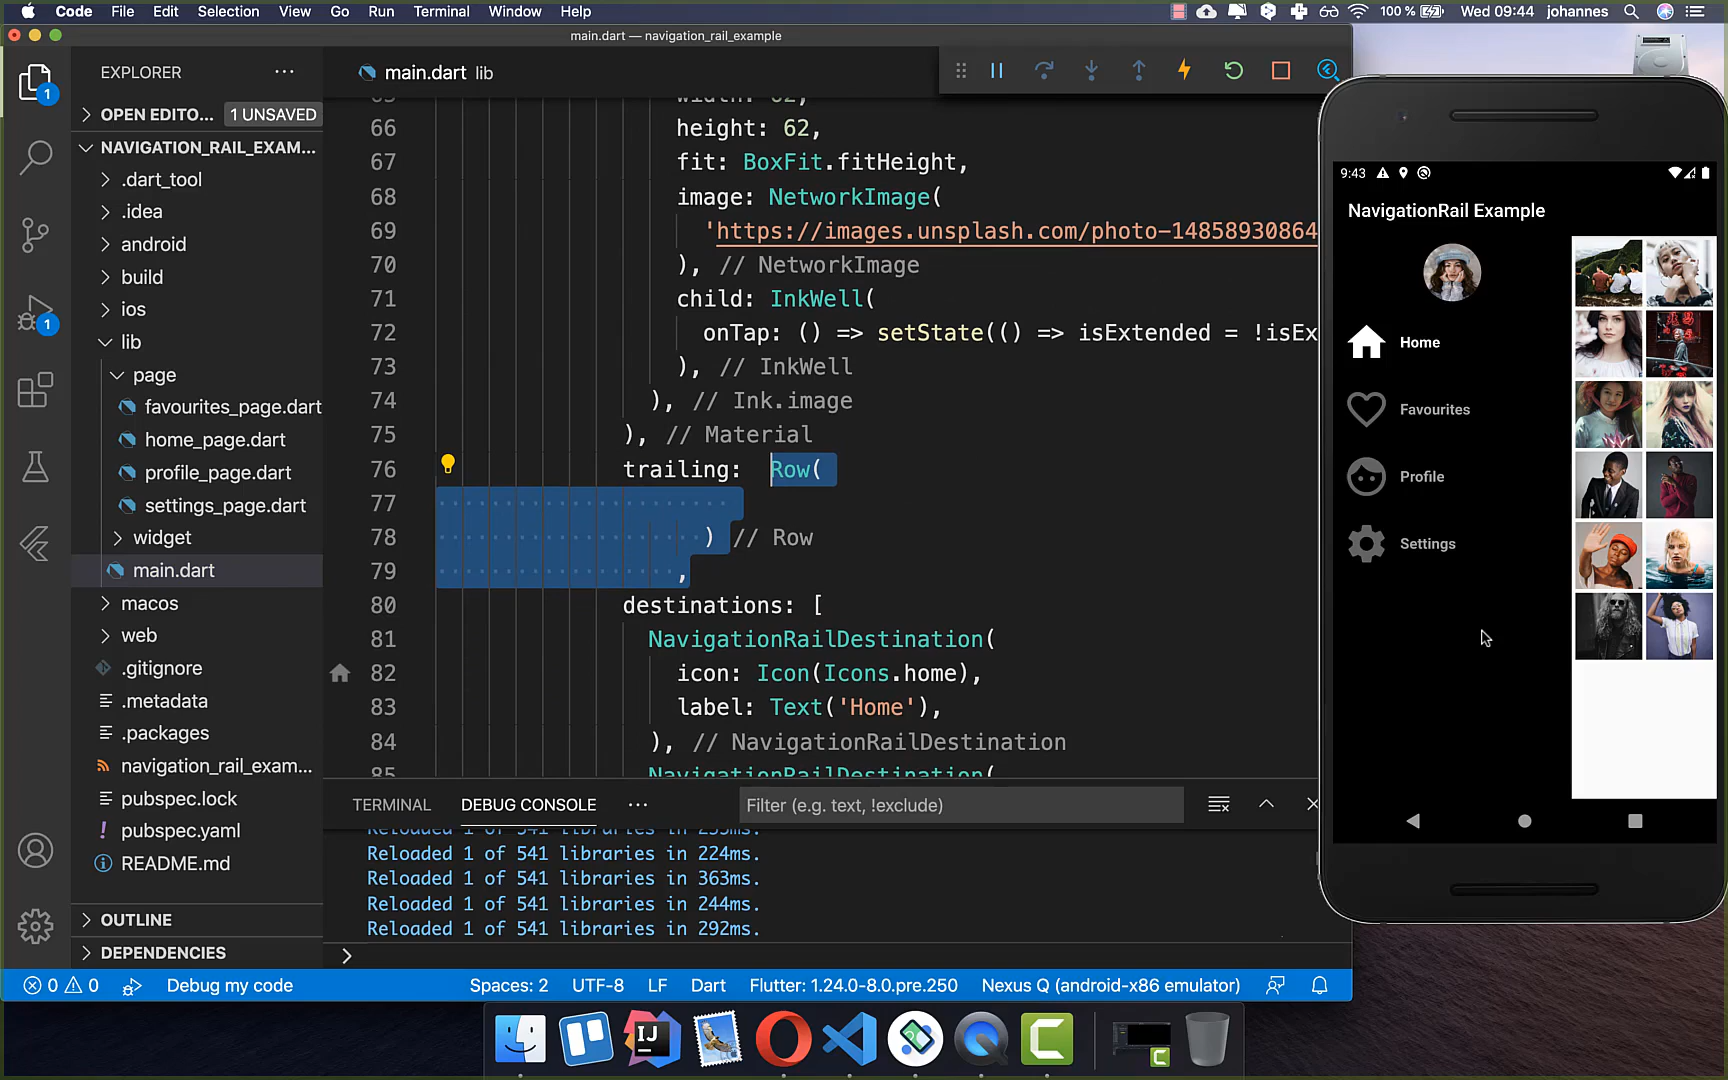 Code File Edit Selection View Go Run Terminal Window Help 100 % Wed 09:44 johannes
main.dart — navigation_rail_example
EXPLORER
main.dart lib
OPEN EDITO... 1 UNSAVED
NAVIGATION_RAIL_EXAM...
.dart_tool
.idea
android
build
ios
lib
page
favourites_page.dart
home_page.dart
profile_page.dart
settings_page.dart
widget
main.dart
macos
web
.gitignore
.metadata
.packages
navigation_rail_exam...
pubspec.lock
pubspec.yaml
README.md
OUTLINE
DEPENDENCIES
1
1
65 width: 62,
66 height: 62,
67 fit: BoxFit.fitHeight,
68 image: NetworkImage(
69 'https://images.unsplash.com/photo-14858930864
70 ), // NetworkImage
71 child: InkWell(
72 onTap: () => setState(() => isExtended = !isEx
73 ), // InkWell
74 ), // Ink.image
75 ), // Material
76 trailing: Row(
77
78 ) // Row
79 ,
80 destinations: [
81 NavigationRailDestination(
82 icon: Icon(Icons.home),
83 label: Text('Home'),
84 ), // NavigationRailDestination
85 NavigationRailDestination(
TERMINAL DEBUG CONSOLE Filter (e.g. text, !exclude)
Reloaded 1 of 541 libraries in 224ms.
Reloaded 1 of 541 libraries in 363ms.
Reloaded 1 of 541 libraries in 244ms.
Reloaded 1 of 541 libraries in 292ms.
0 0 Debug my code Spaces: 2 UTF-8 LF Dart Flutter: 1.24.0-8.0.pre.250 Nexus Q (android-x86 emulator)
9:43
NavigationRail Example
Home
Favourites
Profile
Settings
IJ